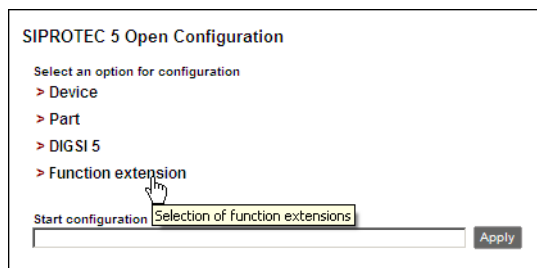 SIPROTEC 5 Open Configuration
Select an option for configuration
> Device
> Part
> DIGSI 5
> Function extension
Selection of function extensions
Start configuration
Apply